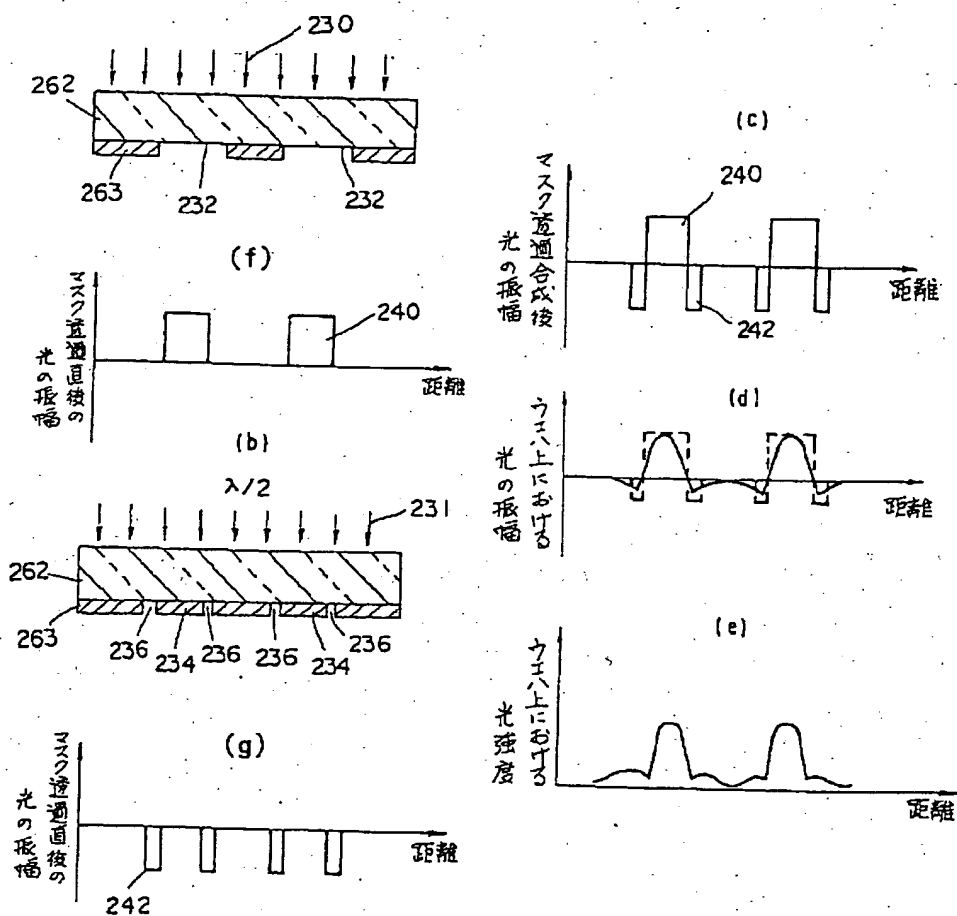 230
262
263
232
232
(f)
マスク透過直後の
光の振幅
240
距離
(b)
λ/2
231
262
263
236
234
236
236
234
236
(g)
マスク透過直後の
光の振幅
距離
242
(c)
マスク透過合成後
光の振幅
240
距離
242
(d)
ウエハ上における
光の振幅
距離
(e)
ウエハ上における
光強度
距離